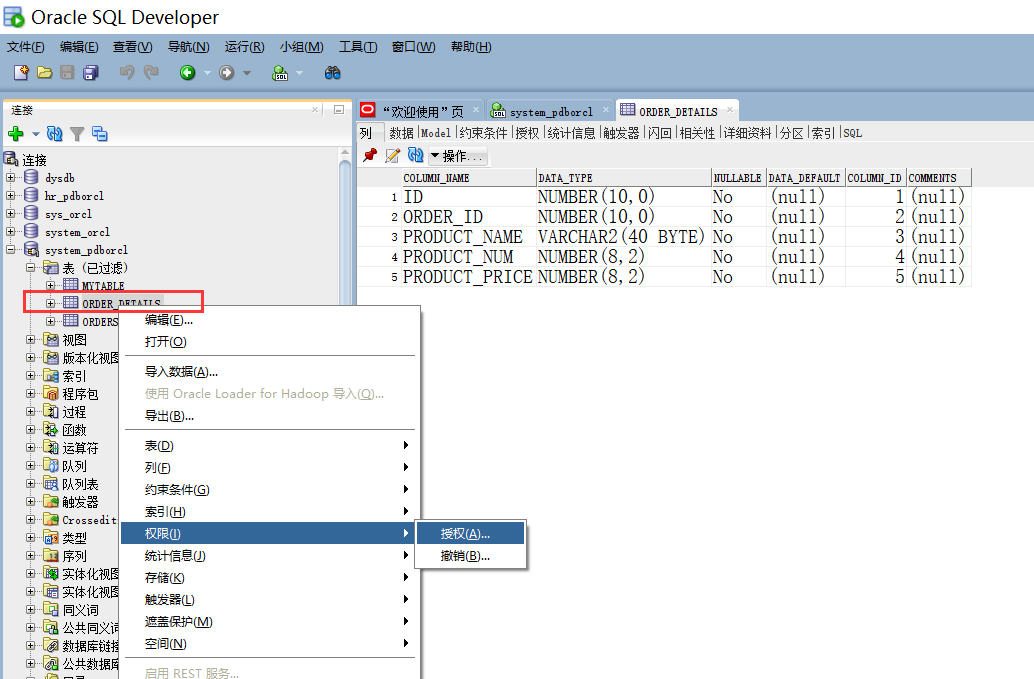 Oracle SQL Developer
文件(F) 编辑(E) 查看(V) 导航(N) 运行(R) 小组(M) 工具(T) 窗口(W) 帮助(H)
连接
连接
dysdb
hr_pdborcl
sys_orcl
system_orcl
system_pdborcl
表 (已过滤)
MYTABLE
ORDER_DETAILS
ORDERS
视图
版本化视图
索引
程序包
过程
函数
运算符
队列
队列表
触发器
Crossedit
类型
序列
实体化视图
实体化视图
同义词
公共同义词
数据库链接
公共数据库
编辑(E)...
打开(O)
导入数据(A)...
使用 Oracle Loader for Hadoop 导入(Q)...
导出(B)...
表(D)
列(F)
约束条件(G)
索引(H)
权限(I)
统计信息(J)
存储(K)
触发器(L)
遮盖保护(M)
空间(N)
启用 REST 服务...
授权(A)...
撤销(B)...
“欢迎使用”页 system_pdborcl ORDER_DETAILS
列 数据 Model 约束条件 授权 统计信息 触发器 闪回 相关性 详细资料 分区 索引 SQL
操作...
COLUMN_NAME DATA_TYPE NULLABLE DATA_DEFAULT COLUMN_ID COMMENTS
1 ID NUMBER(10,0) No (null) 1 (null)
2 ORDER_ID NUMBER(10,0) No (null) 2 (null)
3 PRODUCT_NAME VARCHAR2(40 BYTE) No (null) 3 (null)
4 PRODUCT_NUM NUMBER(8,2) No (null) 4 (null)
5 PRODUCT_PRICE NUMBER(8,2) No (null) 5 (null)